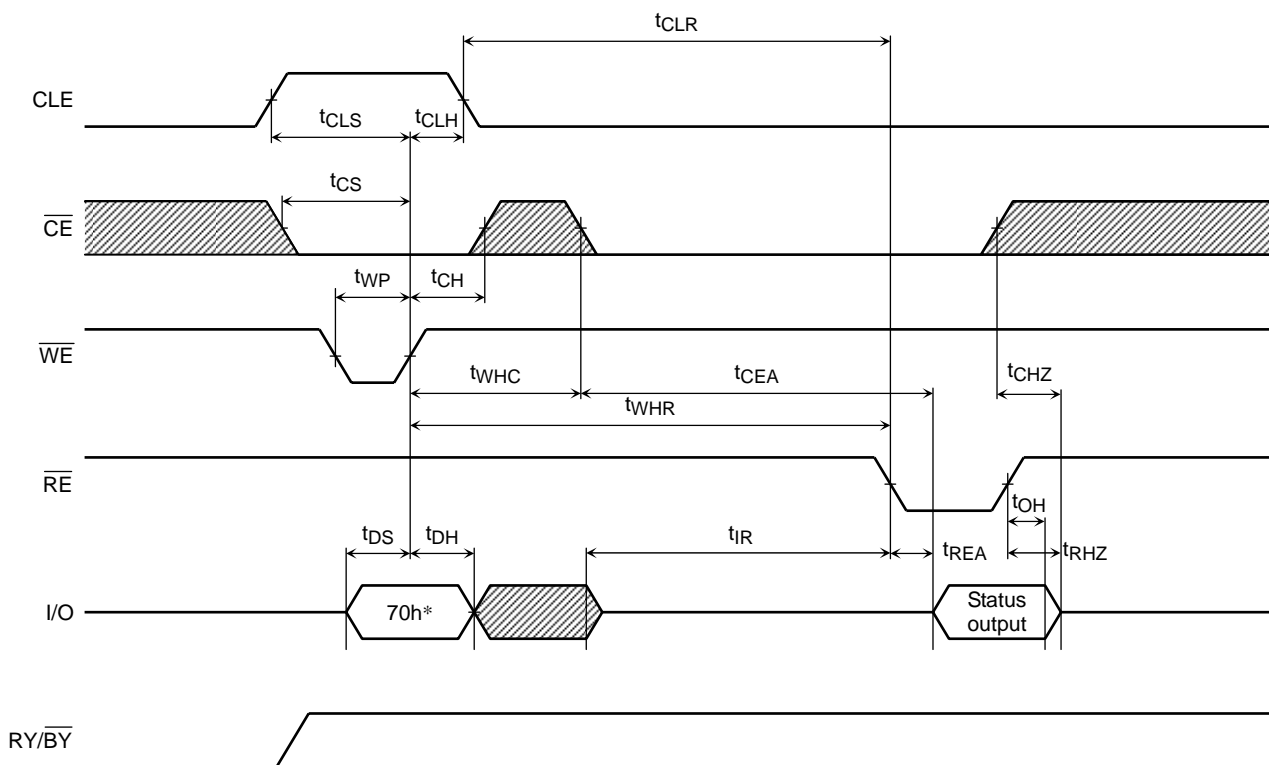 tCLR
CLE
tCLS
tCLH
tCS
CE
tWP
tCH
WE
tWHC
tCEA
tCHZ
tWHR
RE
tOH
tDS
tDH
tIR
tREA
tRHZ
I/O
70h*
Status
output
RY/BY